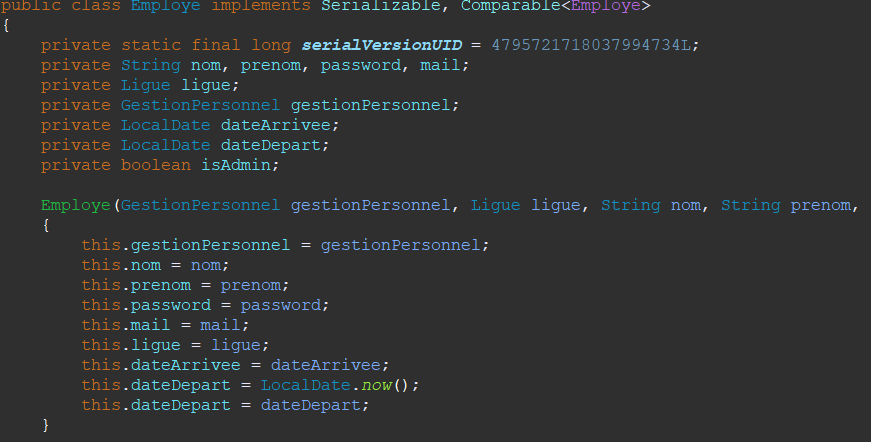 public class Employe implements Serializable, Comparable<Employe>
{
    private static final long serialVersionUID = 4795721718037994734L;
    private String nom, prenom, password, mail;
    private Ligue ligue;
    private GestionPersonnel gestionPersonnel;
    private LocalDate dateArrivee;
    private LocalDate dateDepart;
    private boolean isAdmin;

    Employe(GestionPersonnel gestionPersonnel, Ligue ligue, String nom, String prenom,
    {
        this.gestionPersonnel = gestionPersonnel;
        this.nom = nom;
        this.prenom = prenom;
        this.password = password;
        this.mail = mail;
        this.ligue = ligue;
        this.dateArrivee = dateArrivee;
        this.dateDepart = LocalDate.now();
        this.dateDepart = dateDepart;
    }